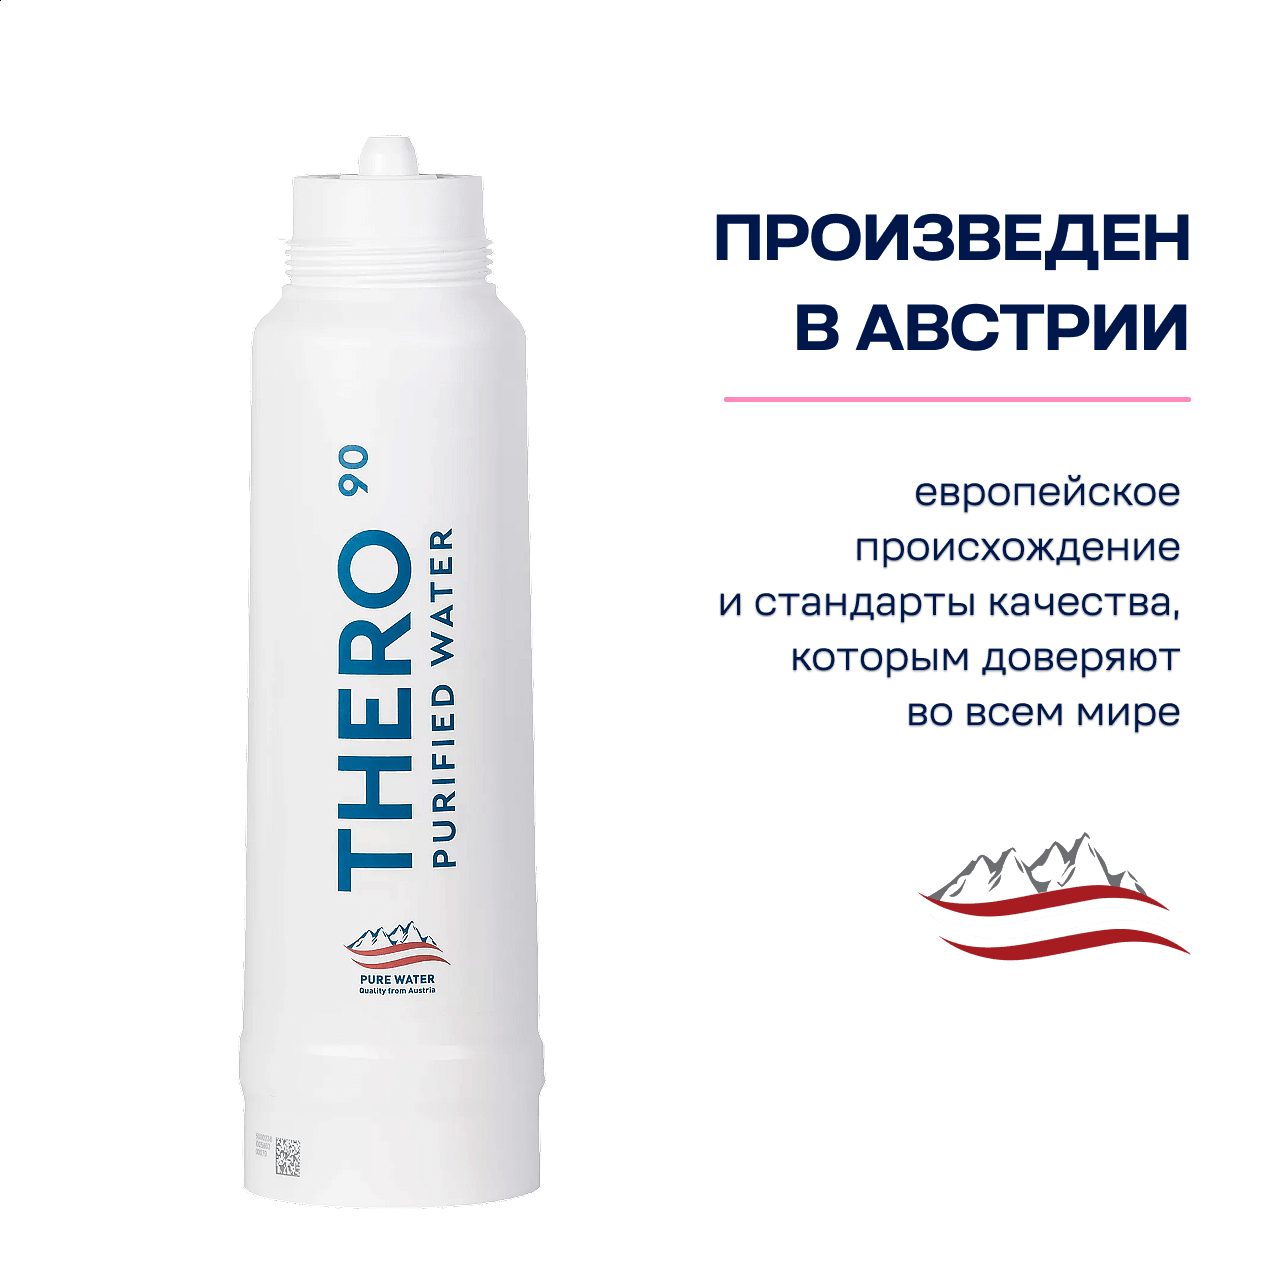 ПРОИЗВЕДЕН
В АВСТРИИ
европейское
происхождение
и стандарты качества,
которым доверяют
во всем мире
THERO 90
PURIFIED WATER
PURE WATER
Quality from Austria